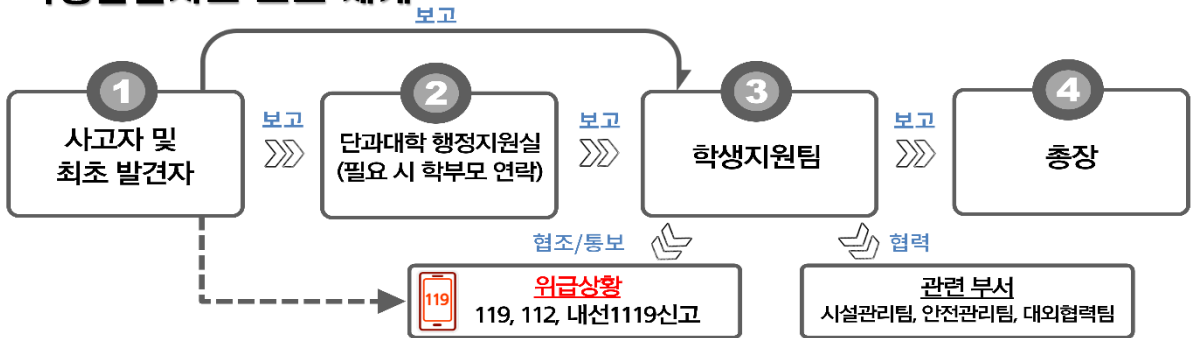 보고
1
사고자 및
최초 발견자
보고
2
단과대학 행정지원실
(필요 시 학부모 연락)
보고
3
학생지원팀
보고
4
총장
협조/통보
협력
119
위급상황
119, 112, 내선1119신고
관련 부서
시설관리팀, 안전관리팀, 대외협력팀